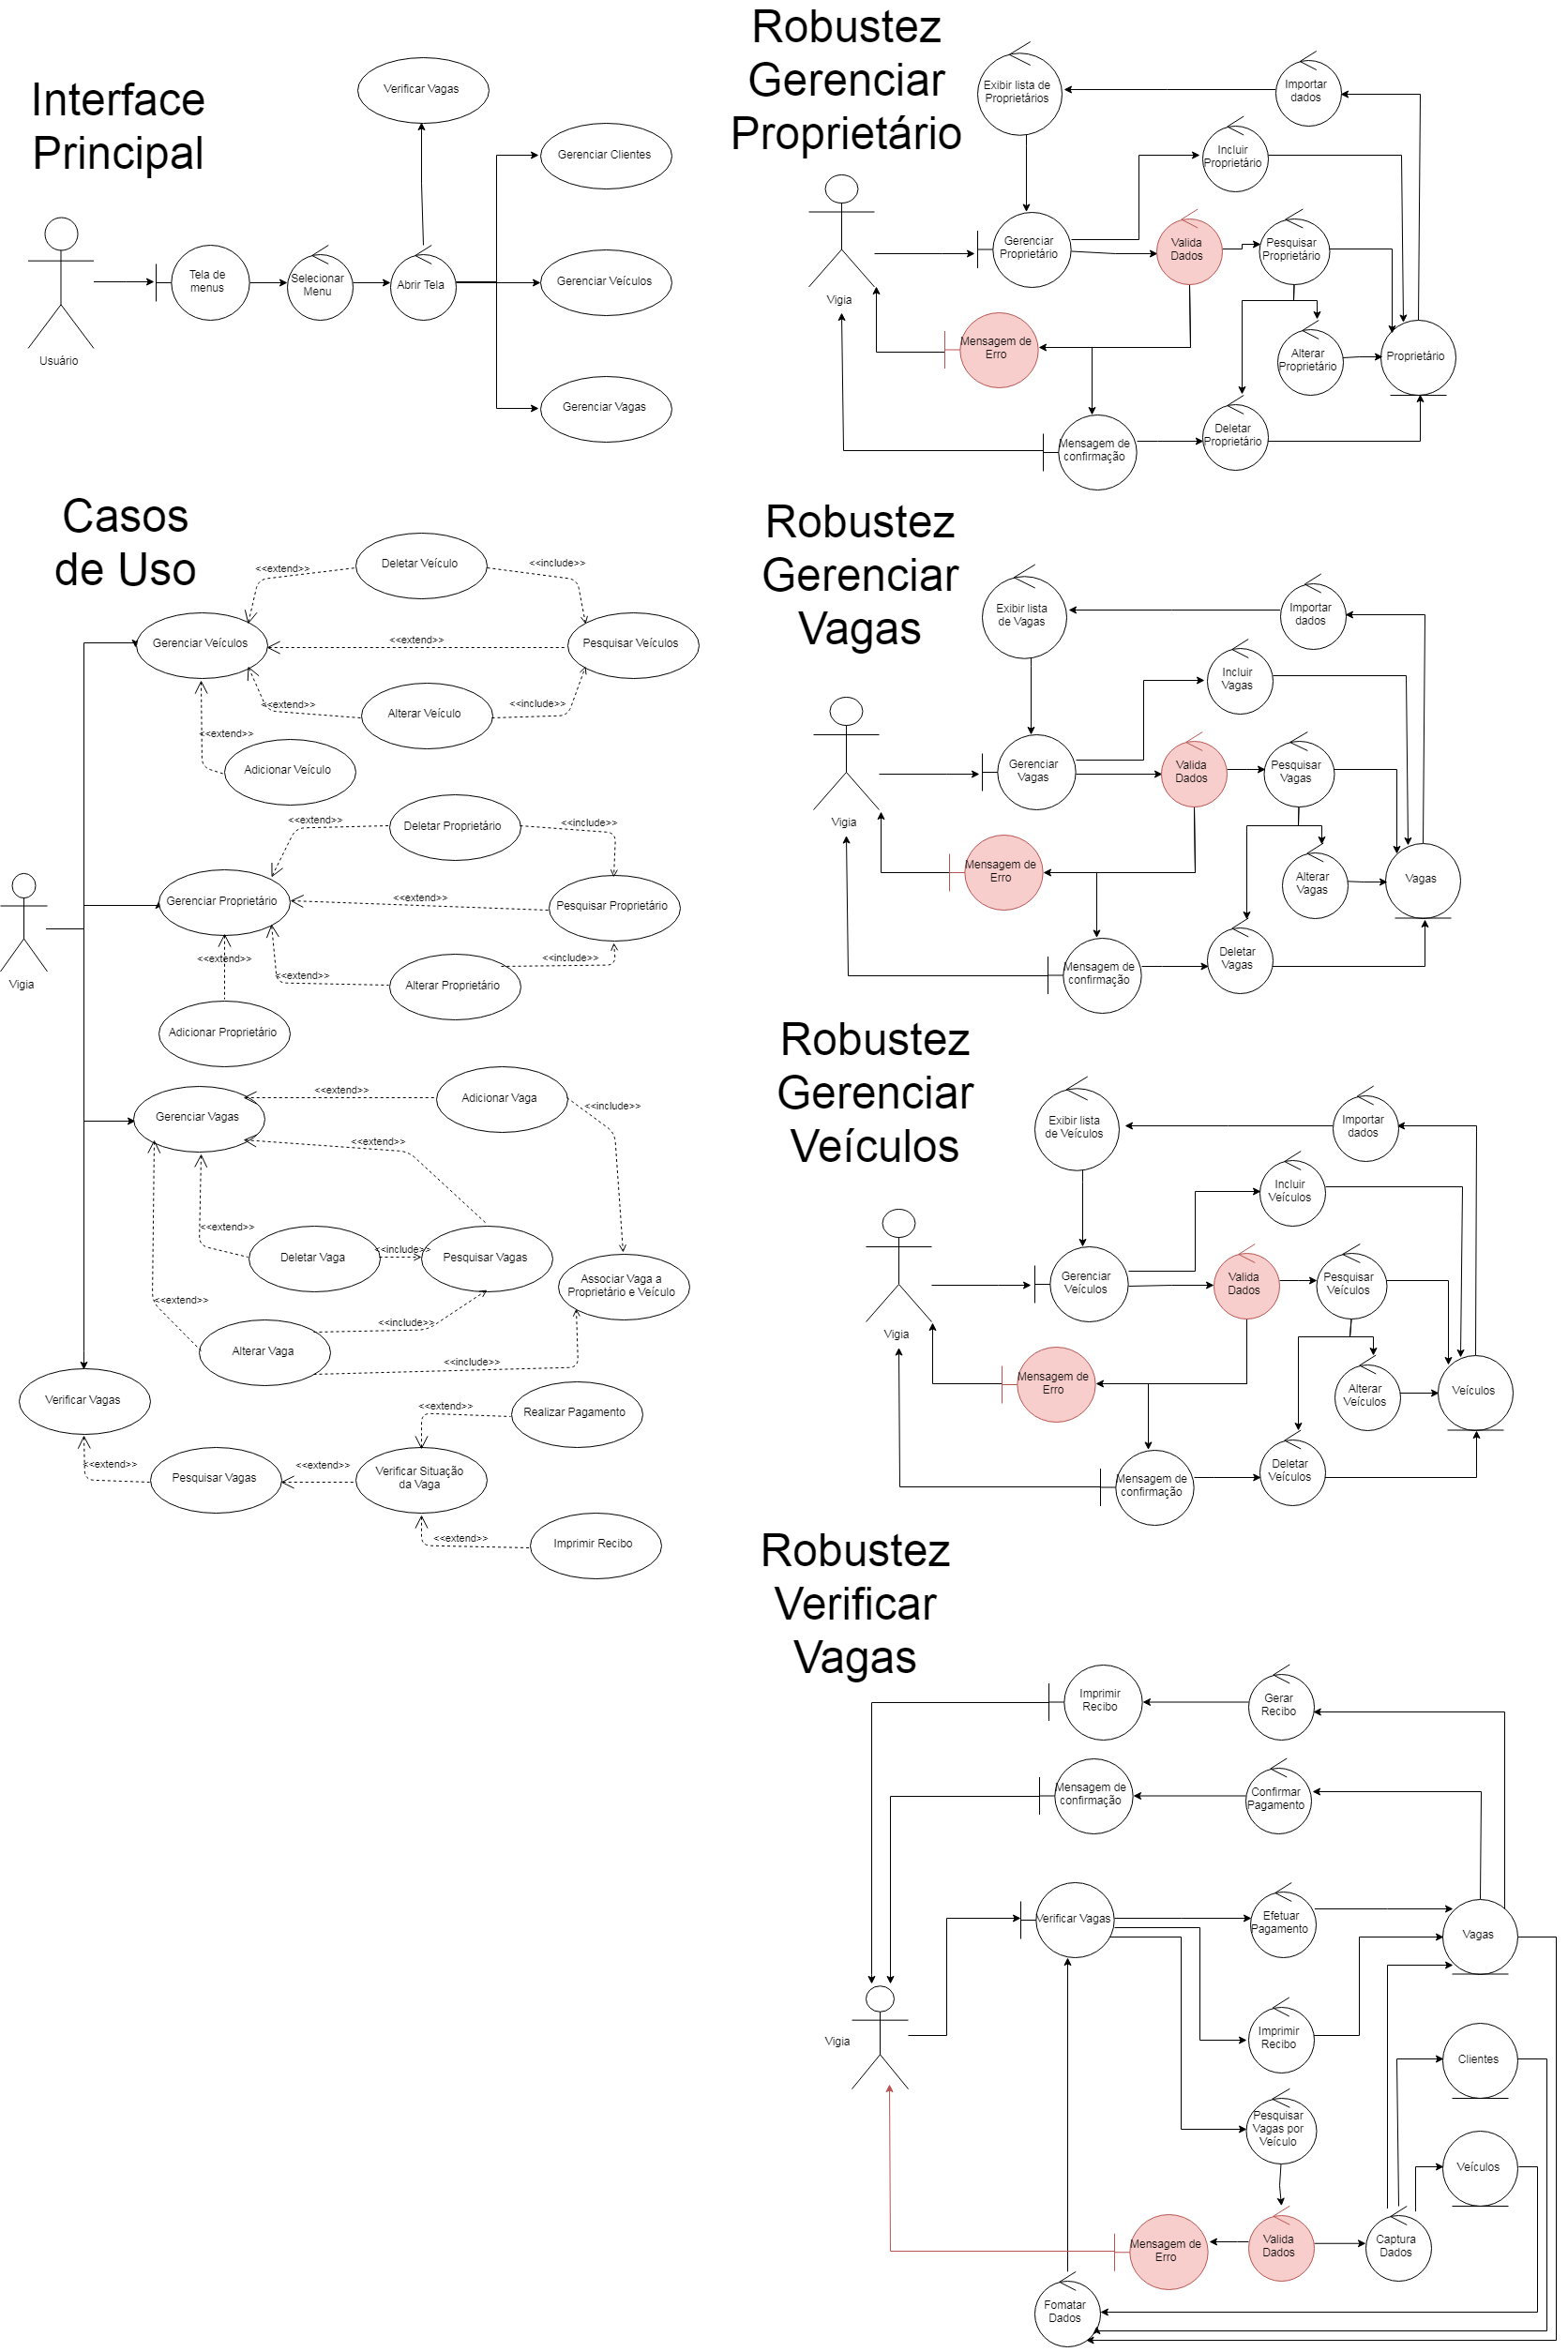 Interface
Principal
Verificar Vagas
Gerenciar Clientes
Tela de
menus
Selecionar
Menu
Abrir Tela
Gerenciar Veículos
Usuário
Gerenciar Vagas
Robustez
Gerenciar
Proprietário
Exibir lista de
Proprietários
Importar
dados
Incluir
Proprietário
Gerenciar
Proprietário
Valida
Dados
Pesquisar
Proprietário
Vigia
Mensagem de
Erro
Alterar
Proprietário
Proprietário
Mensagem de
confirmação
Deletar
Proprietário
Casos
de Uso
<<extend>>
Deletar Veículo
<<include>>
Gerenciar Veículos
<<extend>>
Pesquisar Veículos
<<extend>>
Alterar Veículo
<<include>>
<<extend>>
Adicionar Veículo
<<extend>>
Deletar Proprietário
<<include>>
Gerenciar Proprietário
<<extend>>
Pesquisar Proprietário
<<extend>>
<<extend>>
Alterar Proprietário
<<include>>
Vigia
Adicionar Proprietário
Gerenciar Vagas
<<extend>>
Adicionar Vaga
<<include>>
<<extend>>
<<extend>>
Deletar Vaga
<<include>>
Pesquisar Vagas
Associar Vaga a
Proprietário e Veículo
<<extend>>
<<include>>
Alterar Vaga
<<include>>
Verificar Vagas
<<extend>>
Realizar Pagamento
<<extend>>
Pesquisar Vagas
<<extend>>
Verificar Situação
da Vaga
<<extend>>
Imprimir Recibo
Robustez
Gerenciar
Vagas
Exibir lista
de Vagas
Importar
dados
Incluir
Vagas
Gerenciar
Vagas
Valida
Dados
Pesquisar
Vagas
Vigia
Mensagem de
Erro
Alterar
Vagas
Vagas
Mensagem de
confirmação
Deletar
Vagas
Robustez
Gerenciar
Veículos
Exibir lista
de Veículos
Importar
dados
Incluir
Veículos
Gerenciar
Veículos
Valida
Dados
Pesquisar
Veículos
Vigia
Mensagem de
Erro
Alterar
Veículos
Veículos
Mensagem de
confirmação
Deletar
Veículos
Robustez
Verificar
Vagas
Imprimir
Recibo
Gerar
Recibo
Mensagem de
confirmação
Confirmar
Pagamento
Verificar Vagas
Efetuar
Pagamento
Vagas
Vigia
Imprimir
Recibo
Clientes
Pesquisar
Vagas por
Veículo
Veículos
Mensagem de
Erro
Valida
Dados
Captura
Dados
Fomatar
Dados